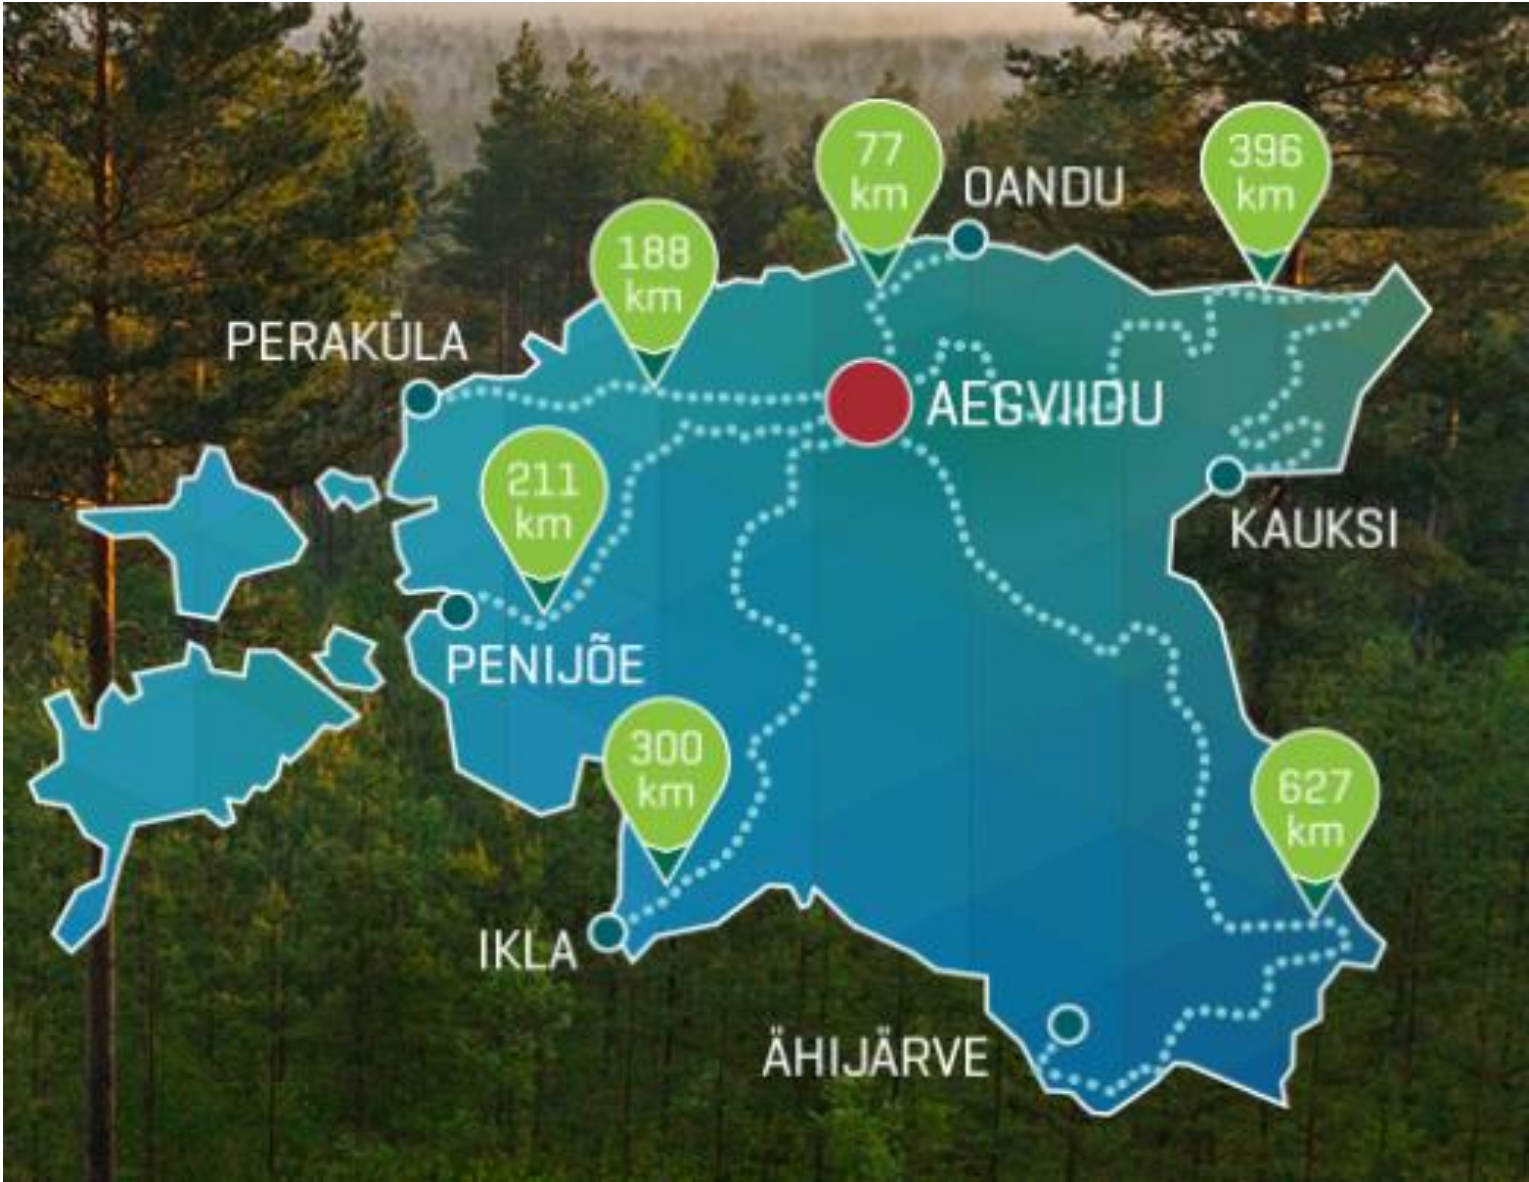 77
km
OANDU
396
km
188
km
PERAKÜLA
AEGVIIDU
211
km
KAUKSI
PENIJÕE
300
km
627
km
IKLA
ÄHIJÄRVE